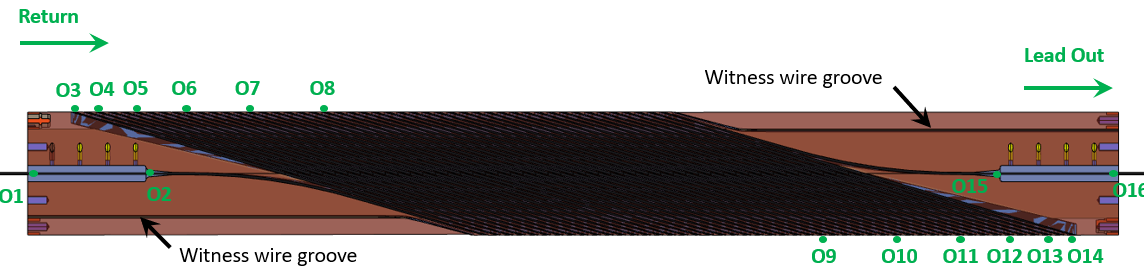 Return
Lead Out
Witness wire groove
O3 O4 O5 O6 O7 O8
O1 O2 O15 O16
Witness wire groove
O9 O10 O11 O12 O13 O14